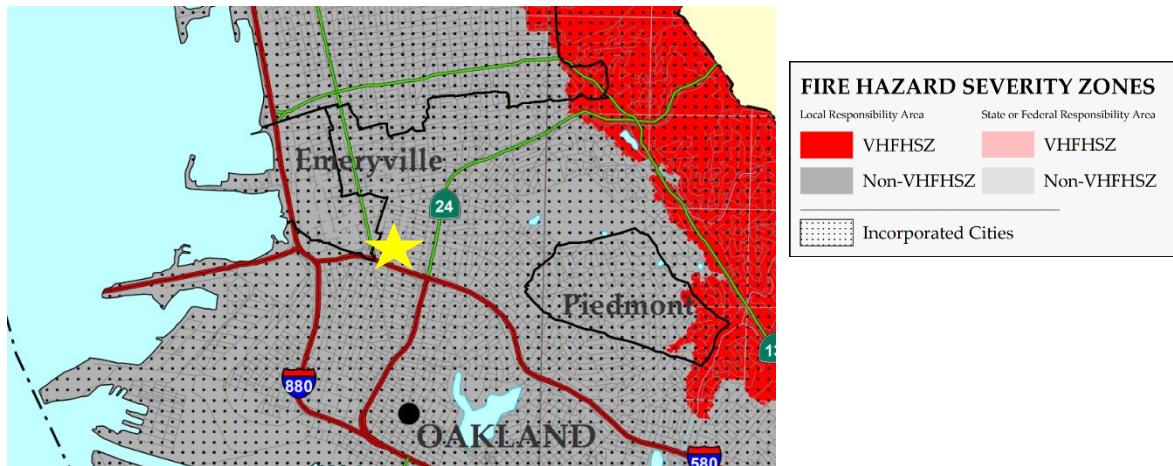 Emeryville
24
Piedmont
13
880
OAKLAND
580
FIRE HAZARD SEVERITY ZONES
Local Responsibility Area State or Federal Responsibility Area
VHFHSZ VHFHSZ
Non-VHFHSZ Non-VHFHSZ
Incorporated Cities